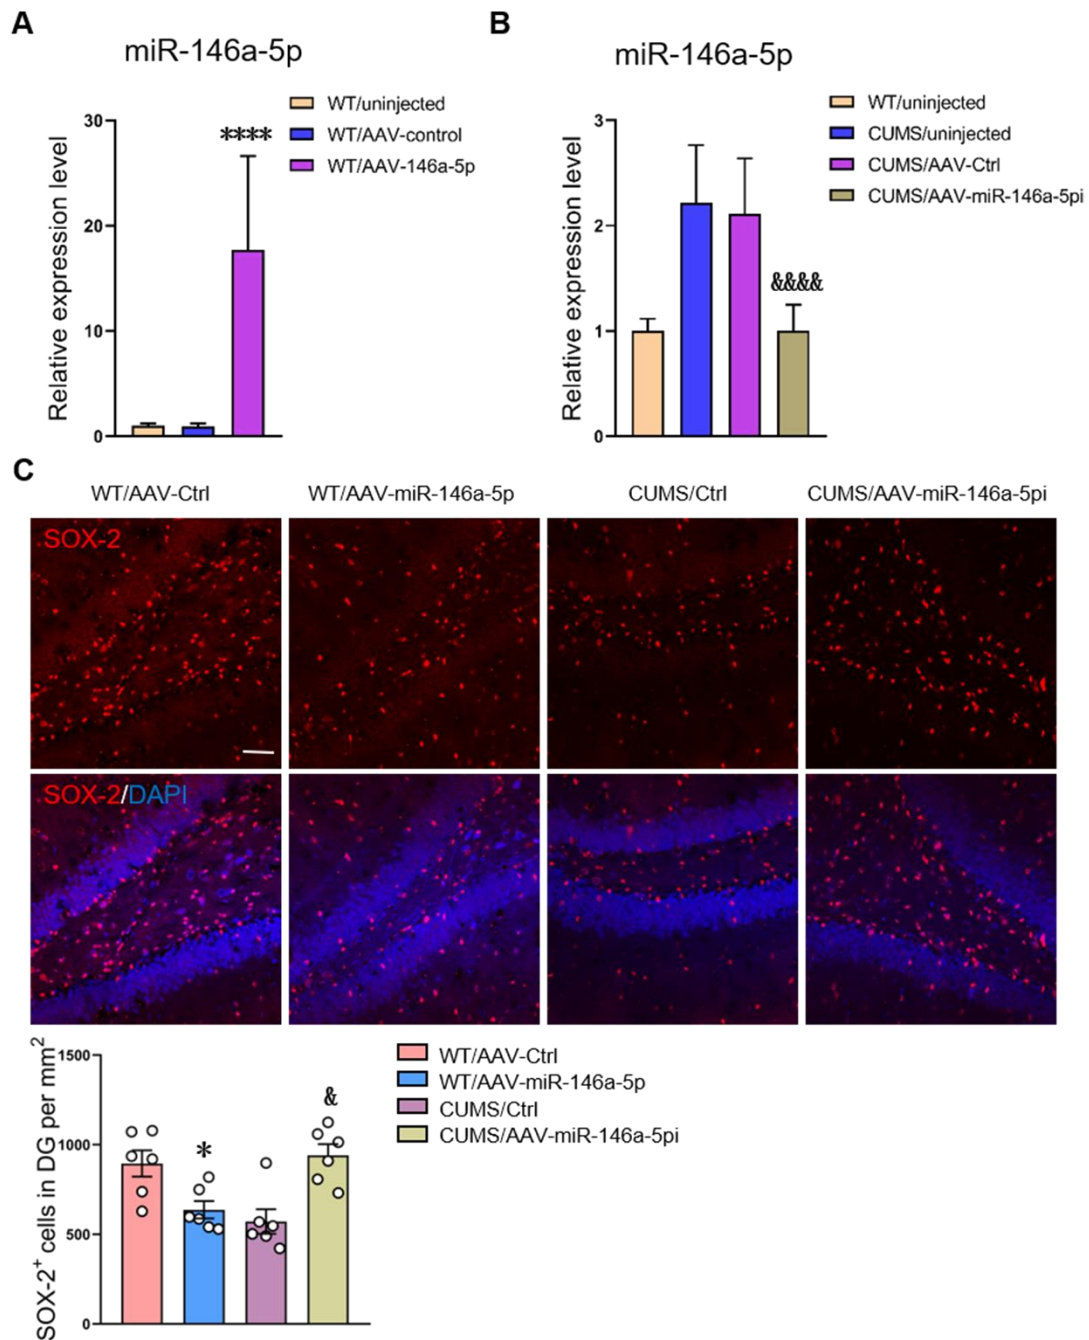 A
miR-146a-5p
Relative expression level
30
20
10
0
****
WT/uninjected
WT/AAV-control
WT/AAV-146a-5p
B
miR-146a-5p
Relative expression level
3
2
1
0
&&&&
WT/uninjected
CUMS/uninjected
CUMS/AAV-Ctrl
CUMS/AAV-miR-146a-5pi
C
WT/AAV-Ctrl
WT/AAV-miR-146a-5p
CUMS/Ctrl
CUMS/AAV-miR-146a-5pi
SOX-2
SOX-2/DAPI
SOX-2⁺ cells in DG per mm²
1500
1000
500
0
*
&
WT/AAV-Ctrl
WT/AAV-miR-146a-5p
CUMS/Ctrl
CUMS/AAV-miR-146a-5pi